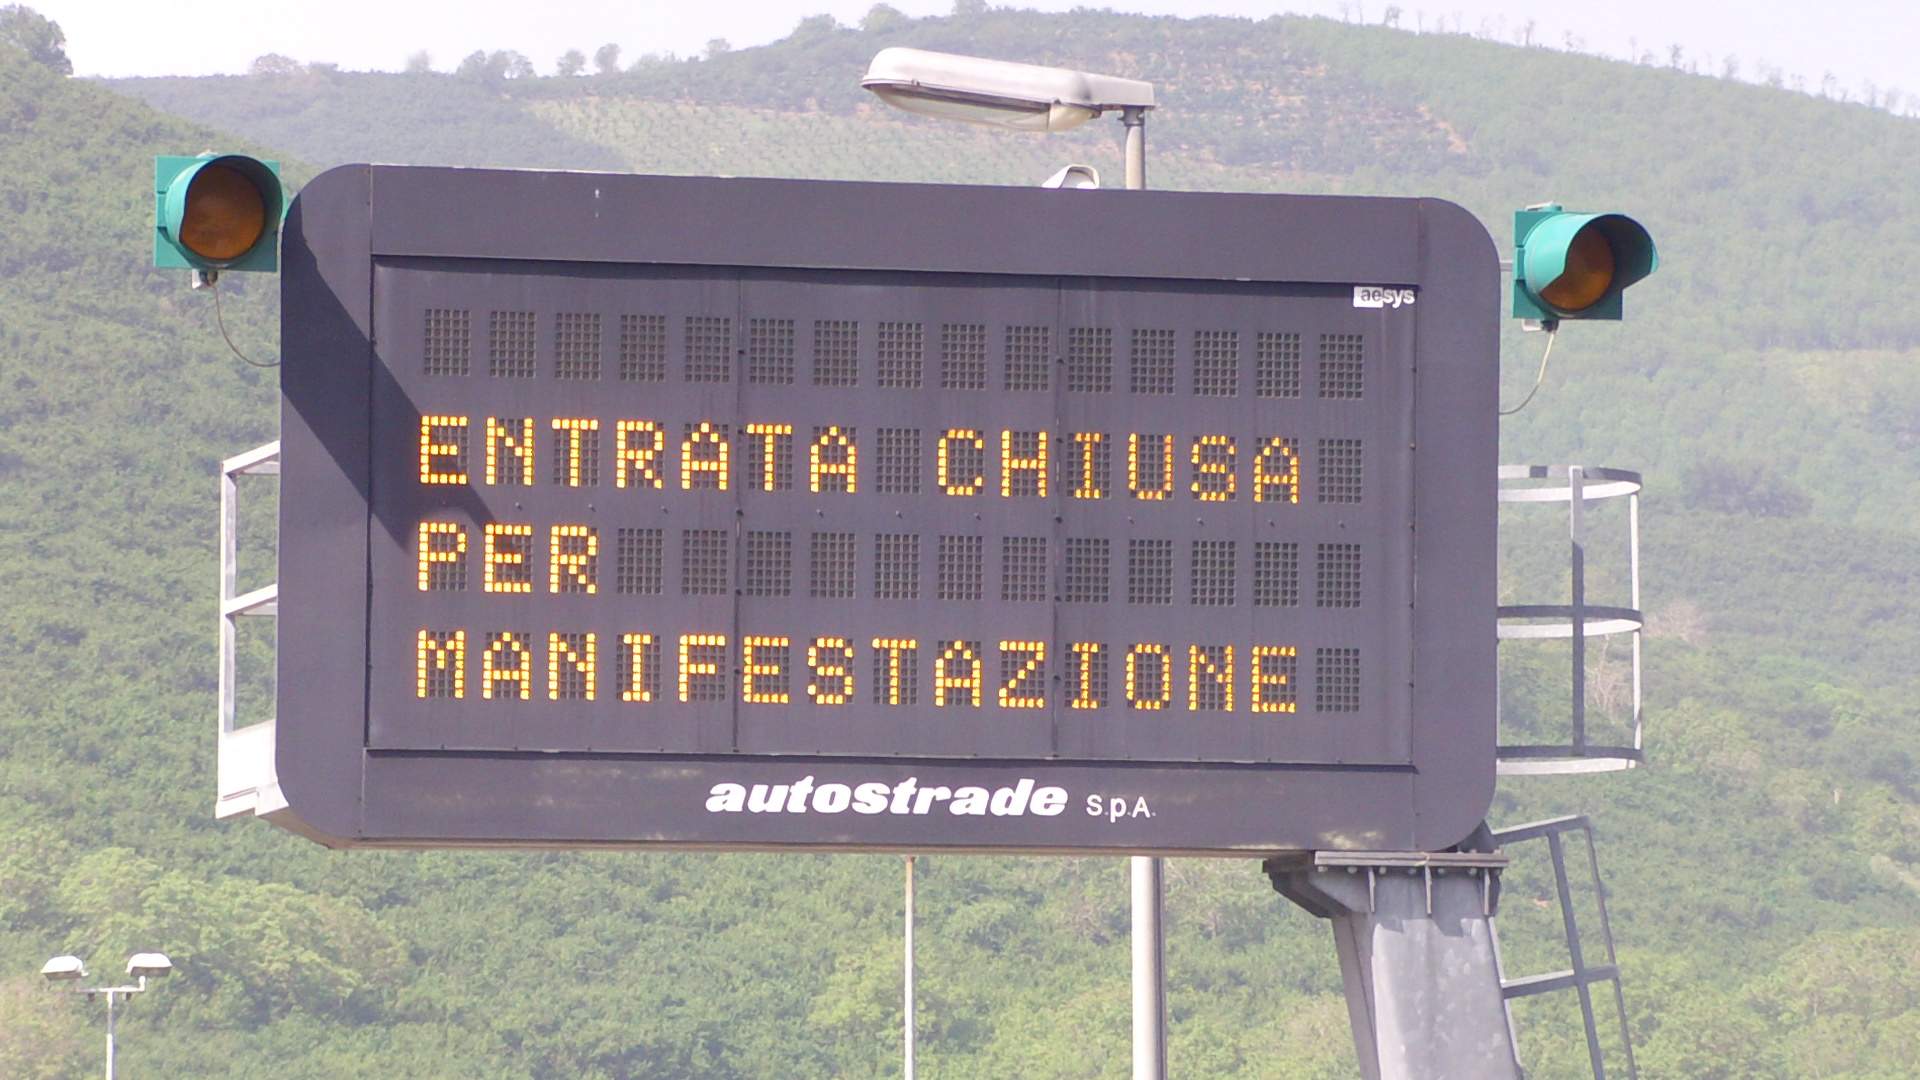 aesys
ENTRATA CHIUSA
PER
MANIFESTAZIONE
autostrade S.p.A.